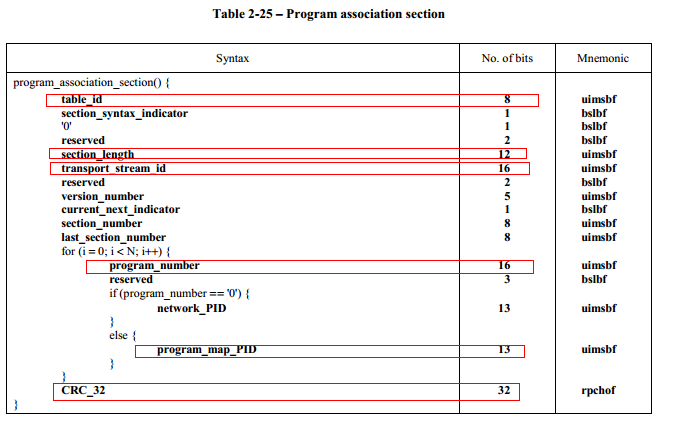 Table 2-25 – Program association section
Syntax No. of bits Mnemonic
program_association_section() {
table_id 8 uimsbf
section_syntax_indicator 1 bslbf
'0' 1 bslbf
reserved 2 bslbf
section_length 12 uimsbf
transport_stream_id 16 uimsbf
reserved 2 bslbf
version_number 5 uimsbf
current_next_indicator 1 bslbf
section_number 8 uimsbf
last_section_number 8 uimsbf
for (i = 0; i < N; i++) {
program_number 16 uimsbf
reserved 3 bslbf
if (program_number == '0') {
network_PID 13 uimsbf
}
else {
program_map_PID 13 uimsbf
}
}
CRC_32 32 rpchof
}